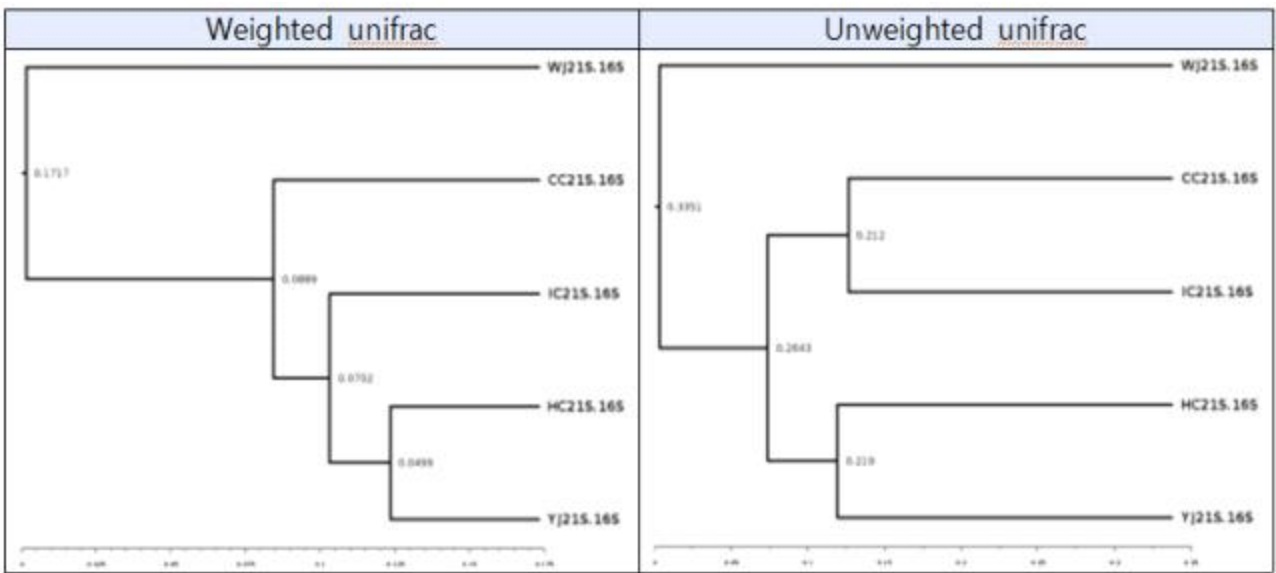 Weighted unifrac
Unweighted unifrac
WJ21S.16S
0.1717
CC21S.16S
0.0889
IC21S.16S
0.0702
HC21S.16S
0.0499
YJ21S.16S
WJ21S.16S
0.3351
CC21S.16S
0.212
IC21S.16S
0.2643
HC21S.16S
0.219
YJ21S.16S